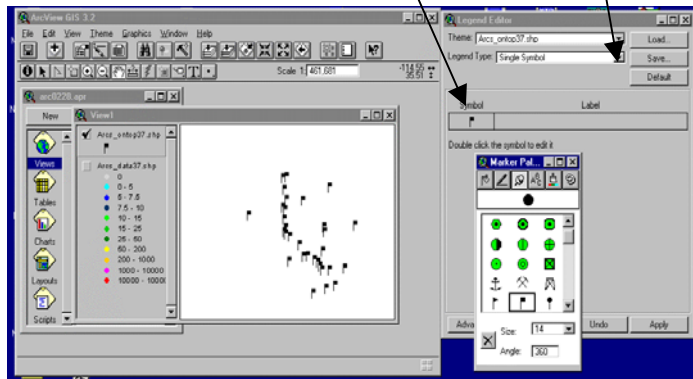 ArcView GIS 3.2
File Edit View Theme Graphics Window Help
Scale 1: 461,681
-114.55
35.51
arc0228.apr
New
Views
Tables
Charts
Layouts
Scripts
View1
Arcs_ontop37.shp
Arcs_data37.shp
0
0 - 5
5 - 7.5
7.5 - 10
10 - 15
15 - 25
25 - 50
50 - 200
200 - 1000
1000 - 10000
10000 - 1000
Legend Editor
Theme: Arcs_ontop37.shp
Load...
Legend Type: Single Symbol
Save...
Default
Symbol Label
Double click the symbol to edit it
Marker Pal...
Size: 14
Angle: 360
Adva
Undo
Apply